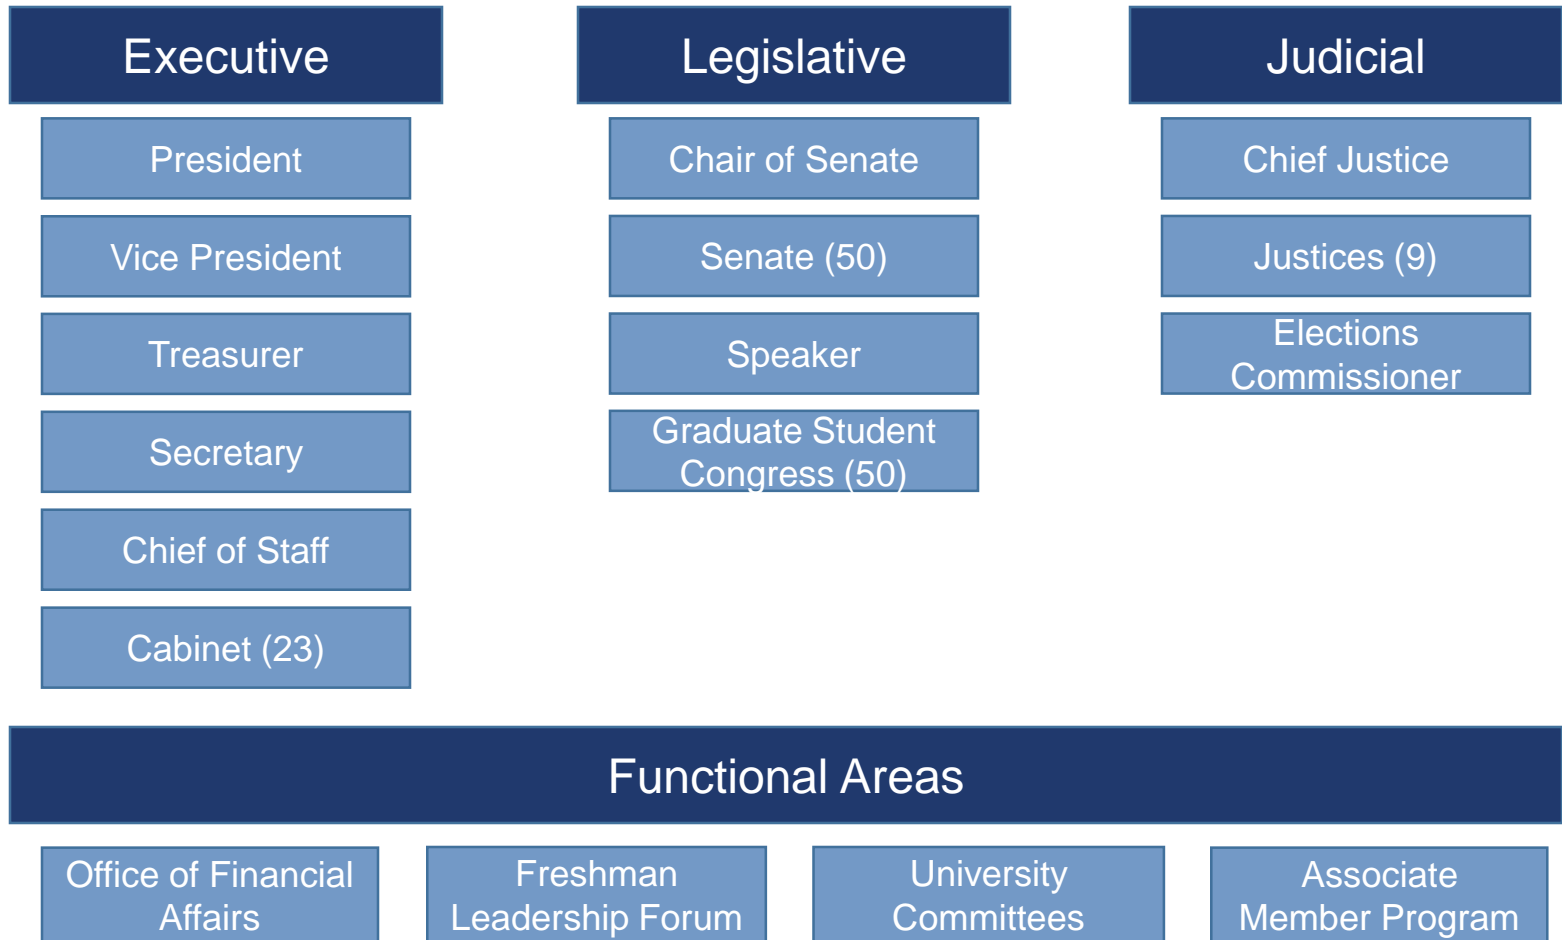 Executive
President
Vice President
Treasurer
Secretary
Chief of Staff
Cabinet (23)
Legislative
Chair of Senate
Senate (50)
Speaker
Graduate Student
Congress (50)
Judicial
Chief Justice
Justices (9)
Elections
Commissioner
Functional Areas
Office of Financial
Affairs
Freshman
Leadership Forum
University
Committees
Associate
Member Program